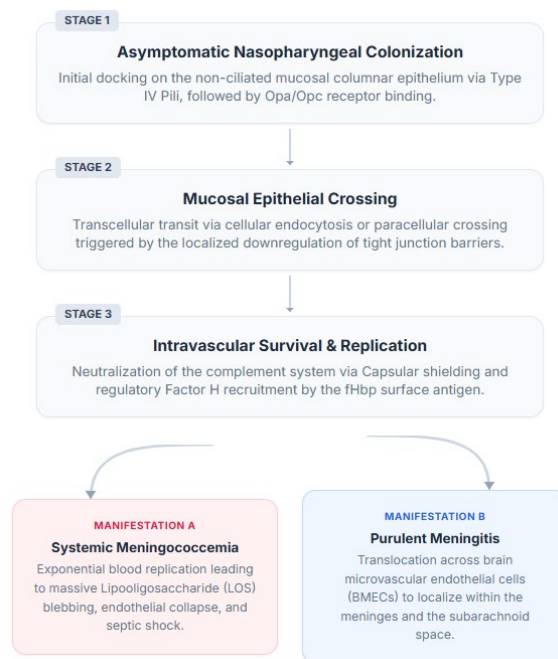 STAGE 1
Asymptomatic Nasopharyngeal Colonization
Initial docking on the non-ciliated mucosal columnar epithelium via Type
IV Pili, followed by Opa/Opc receptor binding.
STAGE 2
Mucosal Epithelial Crossing
Transcellular transit via cellular endocytosis or paracellular crossing
triggered by the localized downregulation of tight junction barriers.
STAGE 3
Intravascular Survival & Replication
Neutralization of the complement system via Capsular shielding and
regulatory Factor H recruitment by the fHbp surface antigen.
MANIFESTATION A
Systemic Meningococcemia
Exponential blood replication leading
to massive Lipooligosaccharide (LOS)
blebbing, endothelial collapse, and
septic shock.
MANIFESTATION B
Purulent Meningitis
Translocation across brain
microvascular endothelial cells
(BMECs) to localize within the
meninges and the subarachnoid
space.